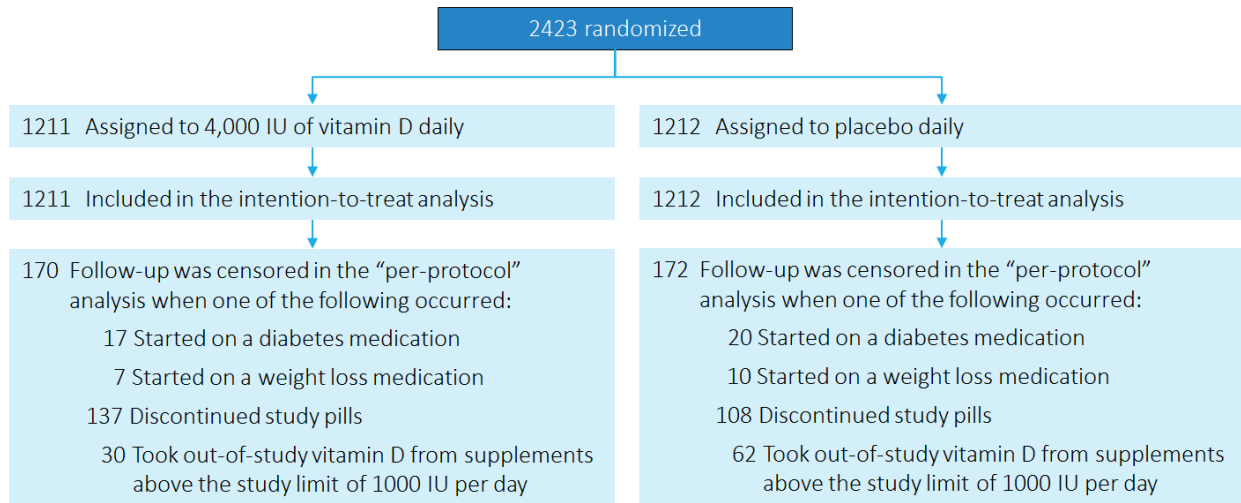 2423 randomized
1211 Assigned to 4,000 IU of vitamin D daily
1211 Included in the intention-to-treat analysis
170 Follow-up was censored in the “per-protocol”
analysis when one of the following occurred:
17 Started on a diabetes medication
7 Started on a weight loss medication
137 Discontinued study pills
30 Took out-of-study vitamin D from supplements
above the study limit of 1000 IU per day
1212 Assigned to placebo daily
1212 Included in the intention-to-treat analysis
172 Follow-up was censored in the “per-protocol”
analysis when one of the following occurred:
20 Started on a diabetes medication
10 Started on a weight loss medication
108 Discontinued study pills
62 Took out-of-study vitamin D from supplements
above the study limit of 1000 IU per day